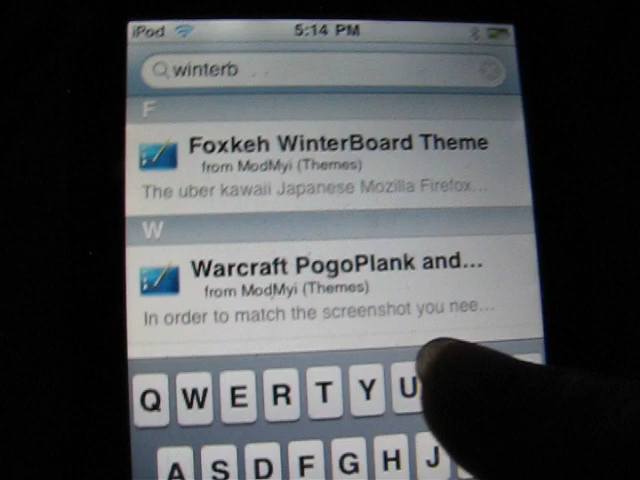 iPod 5:14 PM
winterb
F
Foxkeh WinterBoard Theme
from ModMyi (Themes)
The uber kawaii Japanese Mozilla Firefox...
W
Warcraft PogoPlank and...
from ModMyi (Themes)
In order to match the screenshot you nee...
Q W E R T Y U
A S D F G H J